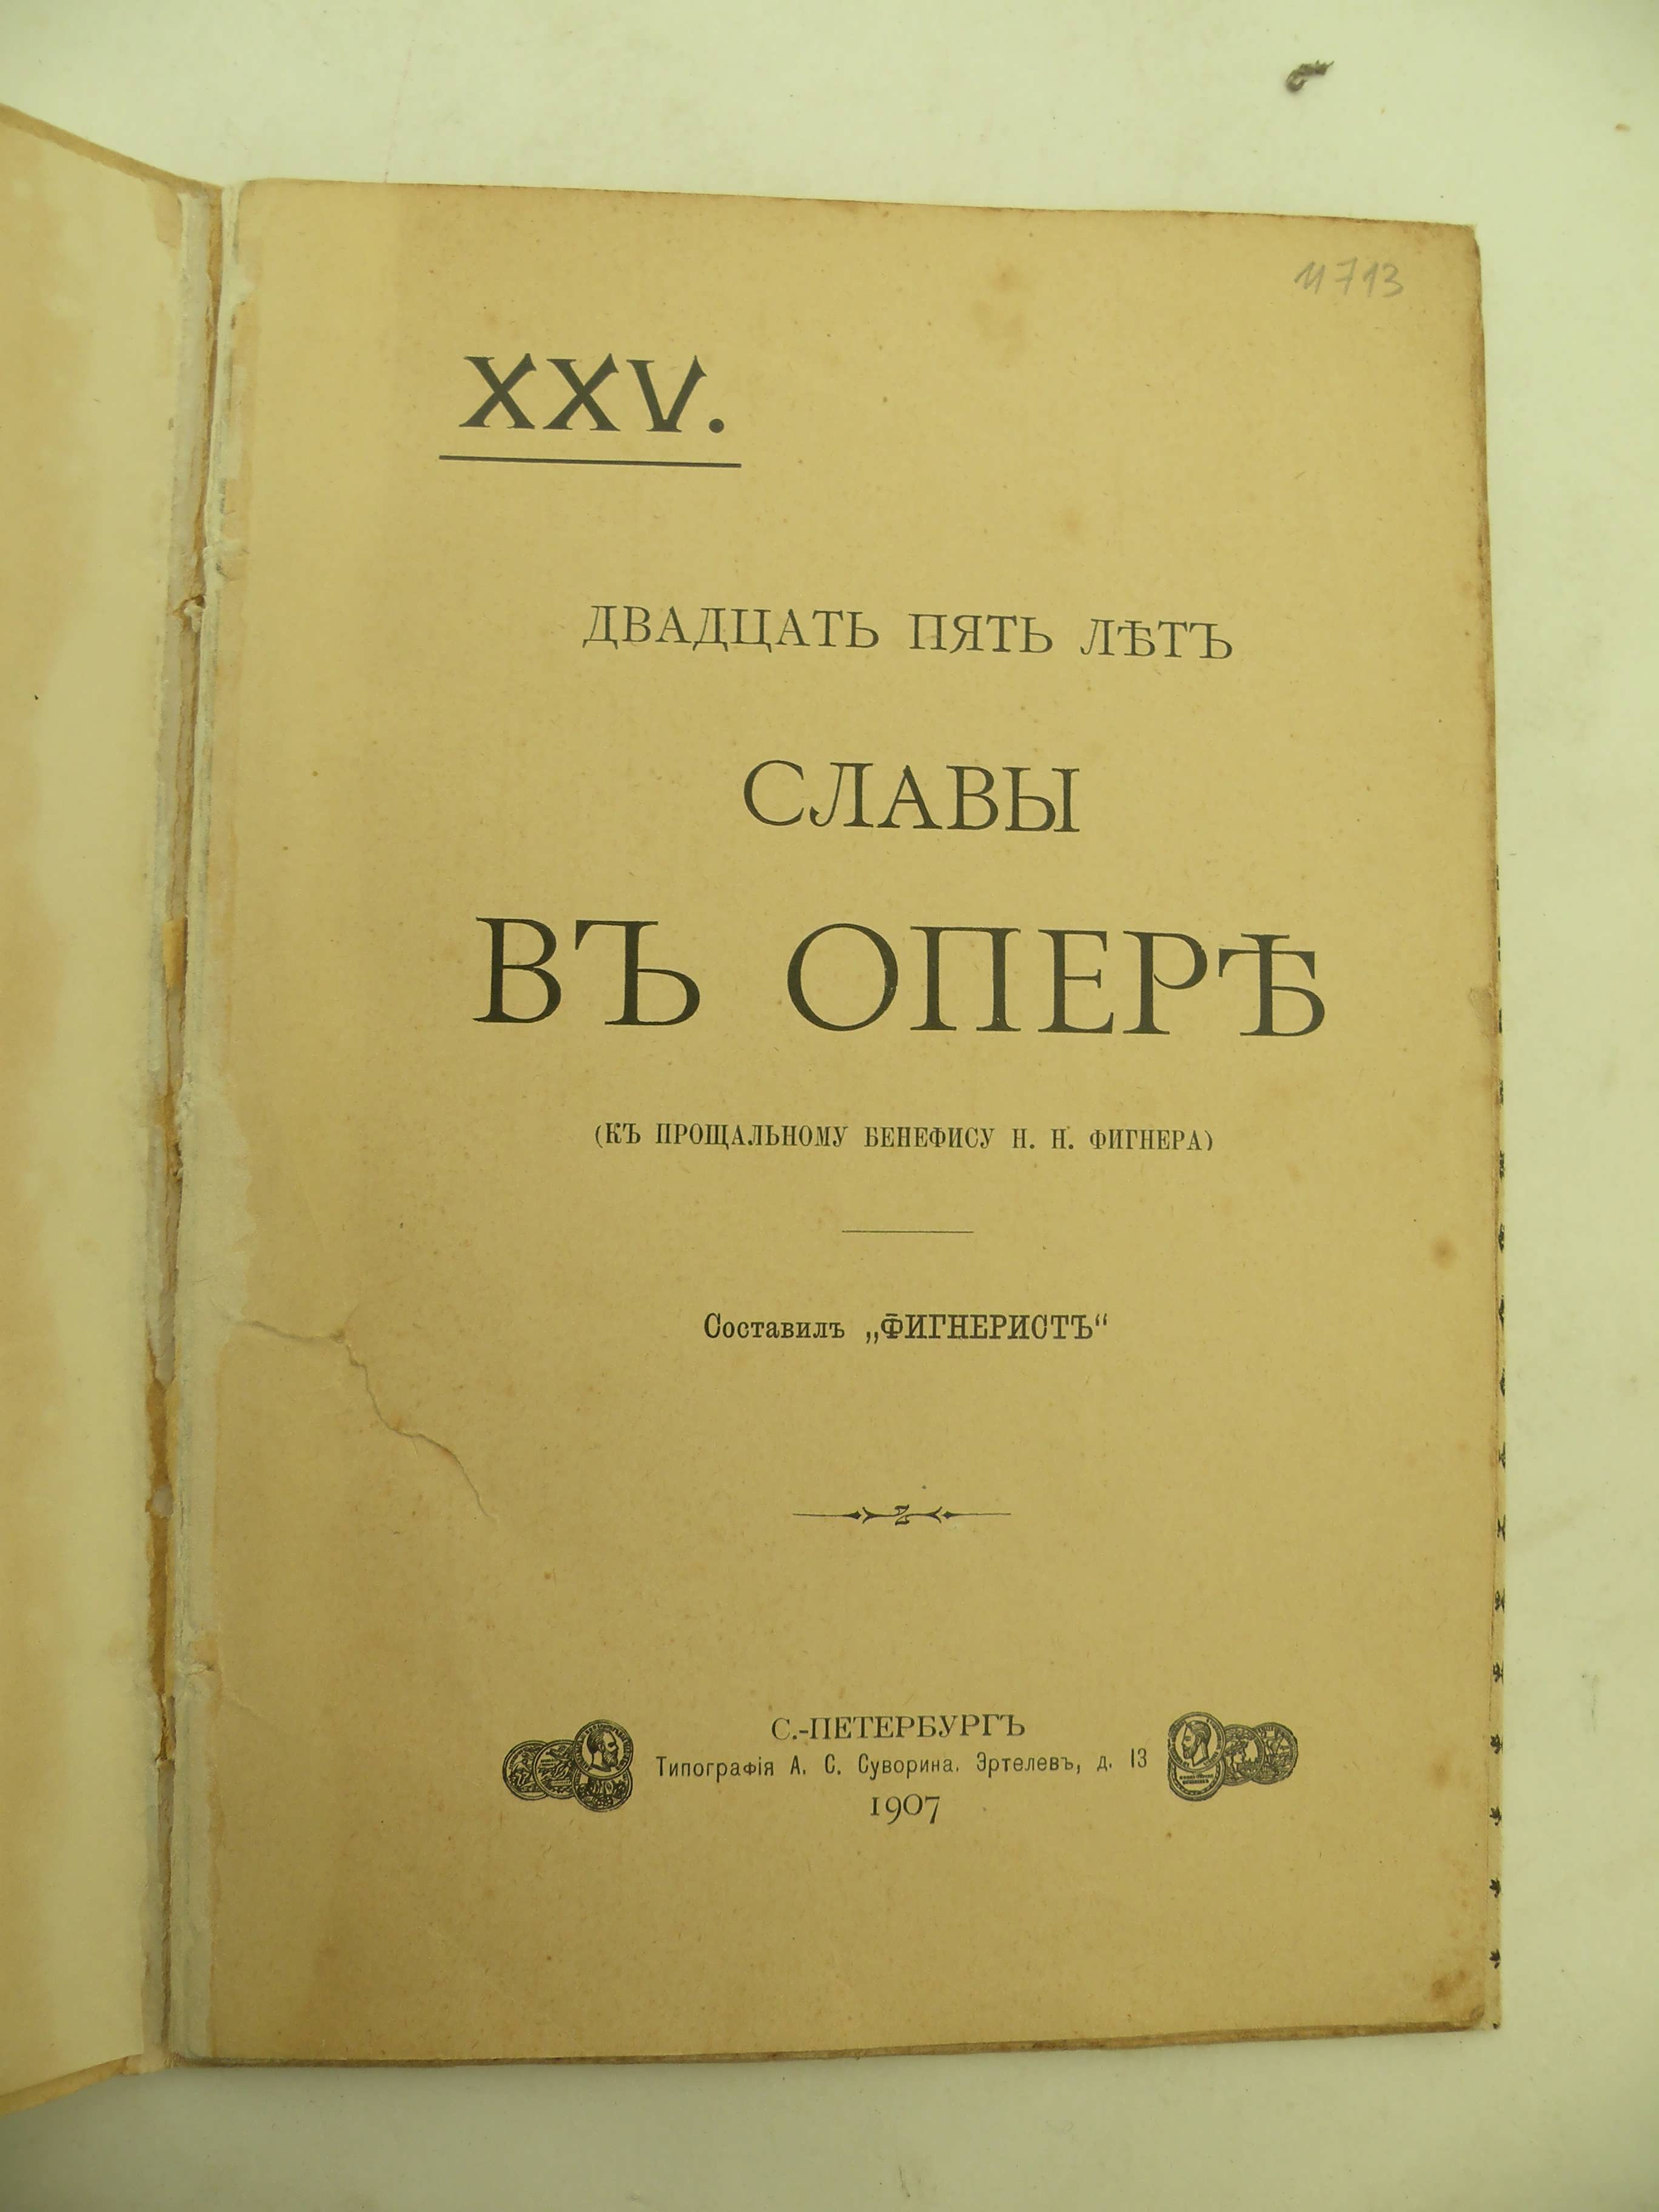 11713
XXV.
ДВАДЦАТЬ ПЯТЬ ЛѢТЪ
СЛАВЫ
ВЪ ОПЕРѢ
(КЪ ПРОЩАЛЬНОМУ БЕНЕФИСУ Н. Н. ФИГНЕРА)
Составилъ „ФИГНЕРИСТЪ“
С.-ПЕТЕРБУРГЪ
Типографія А. С. Суворина. Эртелевъ, д. 13
1907